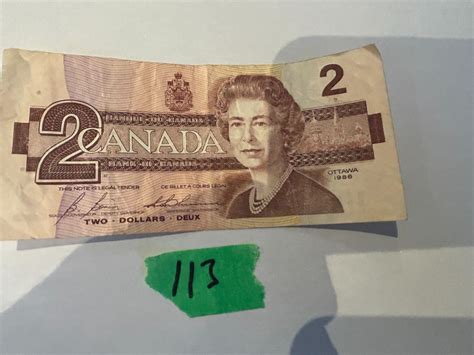 2
BANQUE DU CANADA
2 CANADA
BANK OF CANADA
THIS NOTE IS LEGAL TENDER
CE BILLET A COURS LÉGAL
OTTAWA
1986
TWO - DOLLARS - DEUX
113